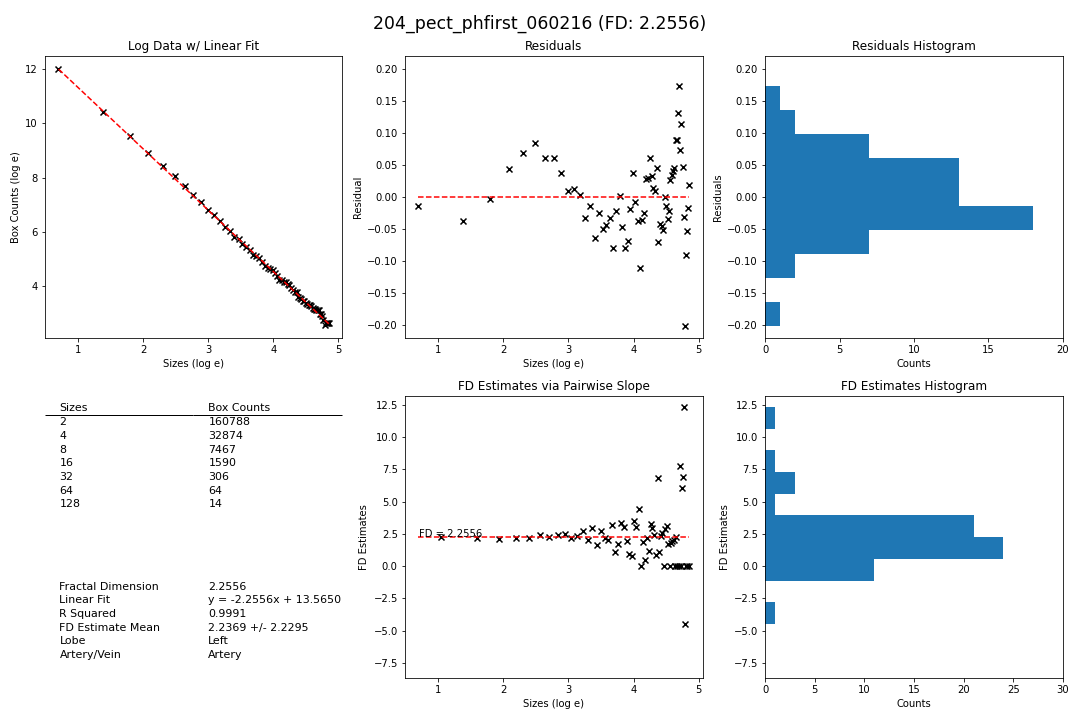 204_pect_phfirst_060216 (FD: 2.2556)
Log Data w/ Linear Fit
12
10
8
6
4
Box Counts (log e)
1 2 3 4 5
Sizes (log e)
Residuals
0.20
0.15
0.10
0.05
0.00
−0.05
−0.10
−0.15
−0.20
Residual
1 2 3 4 5
Sizes (log e)
Residuals Histogram
0.20
0.15
0.10
0.05
0.00
−0.05
−0.10
−0.15
−0.20
Residuals
0 5 10 15 20
Counts
Sizes Box Counts
2 160788
4 32874
8 7467
16 1590
32 306
64 64
128 14
Fractal Dimension 2.2556
Linear Fit y = -2.2556x + 13.5650
R Squared 0.9991
FD Estimate Mean 2.2369 +/- 2.2295
Lobe Left
Artery/Vein Artery
FD Estimates via Pairwise Slope
12.5
10.0
7.5
5.0
2.5
0.0
−2.5
−5.0
−7.5
FD Estimates
FD = 2.2556
1 2 3 4 5
Sizes (log e)
FD Estimates Histogram
12.5
10.0
7.5
5.0
2.5
0.0
−2.5
−5.0
−7.5
FD Estimates
0 5 10 15 20 25 30
Counts